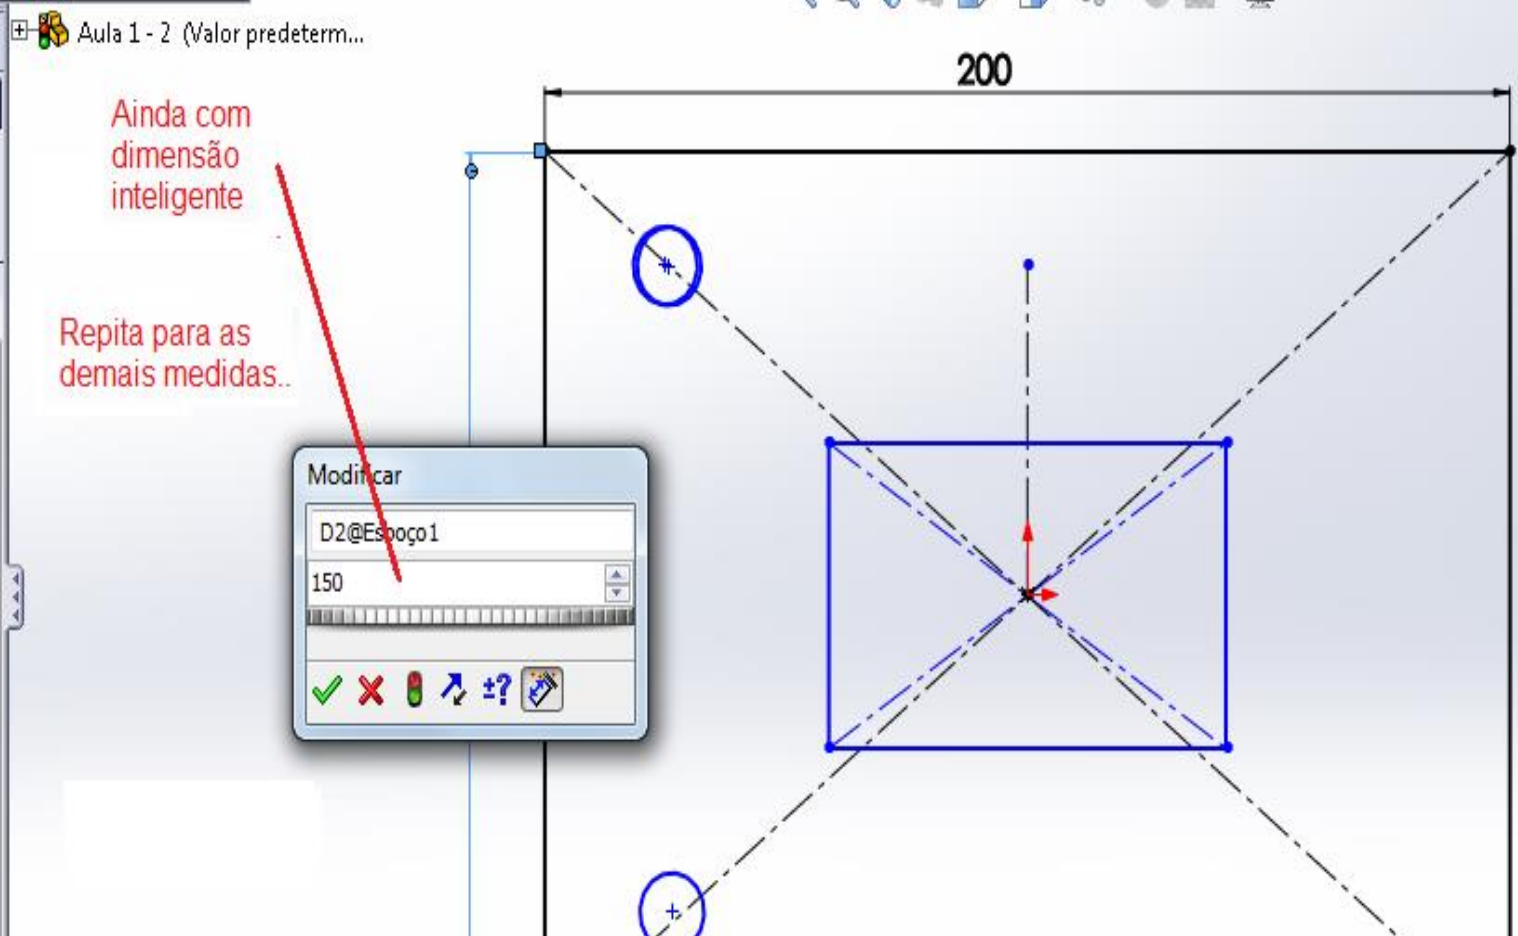 Aula 1 - 2 (Valor predeterm...
200
Ainda com
dimensão
inteligente
Repita para as
demais medidas..
Modificar
D2@Esboço1
150
±?